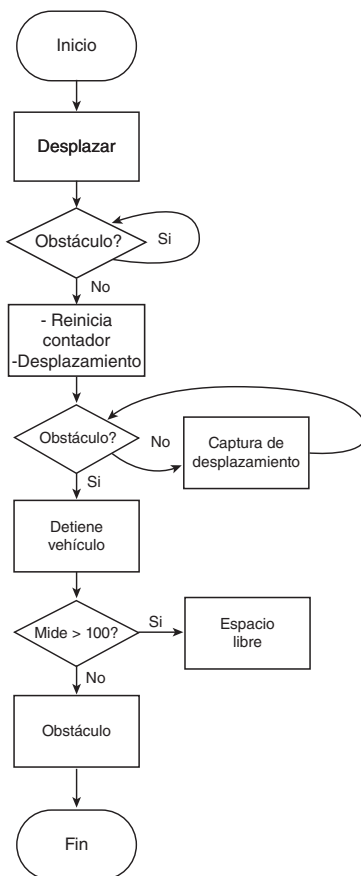 Inicio
Desplazar
Obstáculo?
Si
No
- Reinicia
contador
-Desplazamiento
Obstáculo?
No
Captura de
desplazamiento
Si
Detiene
vehículo
Mide > 100?
Si
Espacio
libre
No
Obstáculo
Fin